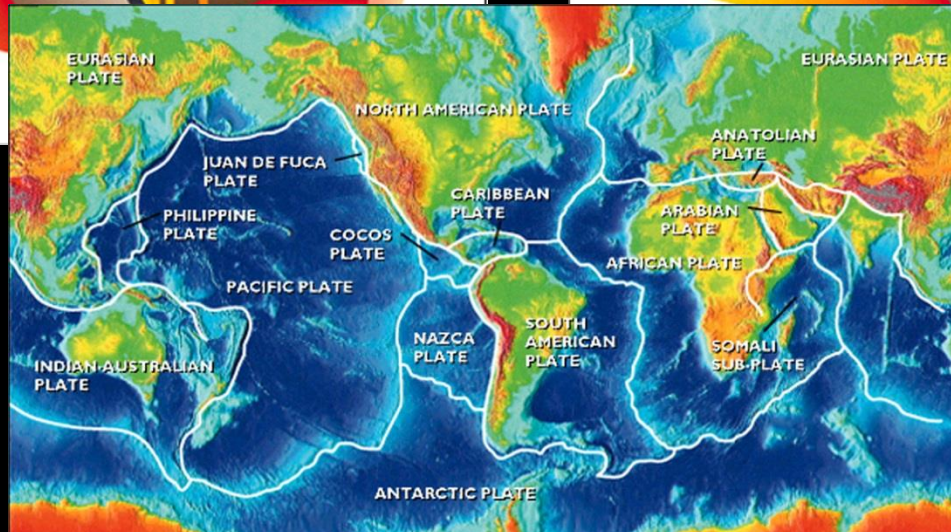 EURASIAN
PLATE
EURASIAN PLATE
NORTH AMERICAN PLATE
ANATOLIAN
PLATE
JUAN DE FUCA
PLATE
CARIBBEAN
PLATE
PHILIPPINE
PLATE
ARABIAN
PLATE
COCOS
PLATE
AFRICAN PLATE
PACIFIC PLATE
NAZCA
PLATE
SOUTH
AMERICAN
PLATE
SOMALI
SUB-PLATE
INDIAN-AUSTRALIAN
PLATE
ANTARCTIC PLATE